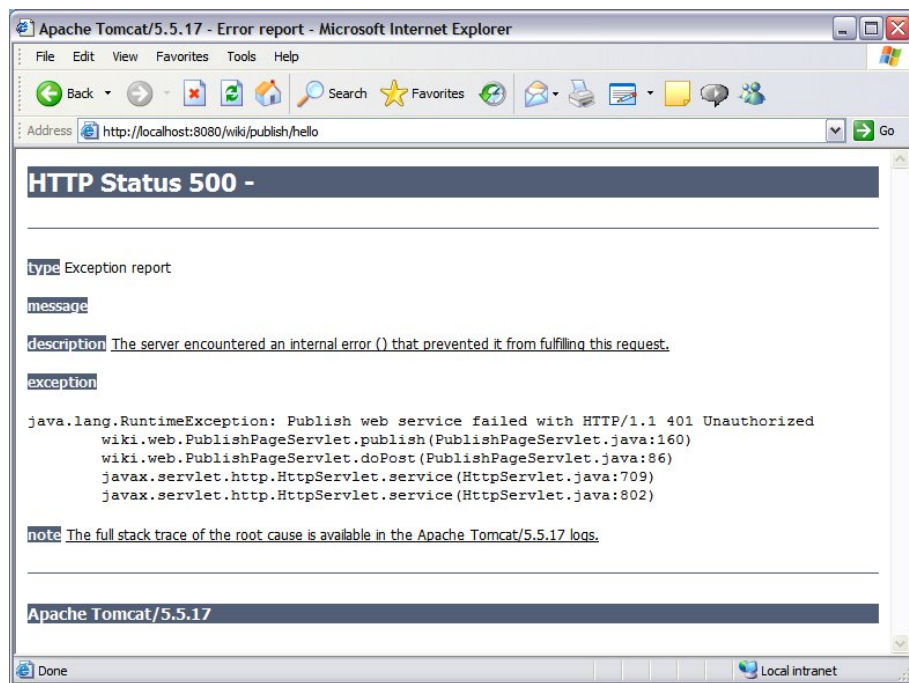 Apache Tomcat/5.5.17 - Error report - Microsoft Internet Explorer
File Edit View Favorites Tools Help
Back Search Favorites
Address http://localhost:8080/wiki/publish/hello Go
HTTP Status 500 -
type Exception report
message
description The server encountered an internal error () that prevented it from fulfilling this request.
exception
java.lang.RuntimeException: Publish web service failed with HTTP/1.1 401 Unauthorized
wiki.web.PublishPageServlet.publish(PublishPageServlet.java:160)
wiki.web.PublishPageServlet.doPost(PublishPageServlet.java:86)
javax.servlet.http.HttpServlet.service(HttpServlet.java:709)
javax.servlet.http.HttpServlet.service(HttpServlet.java:802)
note The full stack trace of the root cause is available in the Apache Tomcat/5.5.17 logs.
Apache Tomcat/5.5.17
Done Local intranet